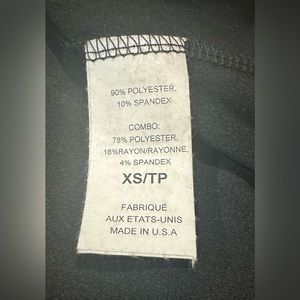 90% POLYESTER,
10% SPANDEX
COMBO:
78% POLYESTER,
18%RAYON/RAYONNE,
4% SPANDEX
XS/TP
FABRIQUÉ
AUX ETATS-UNIS
MADE IN U.S.A